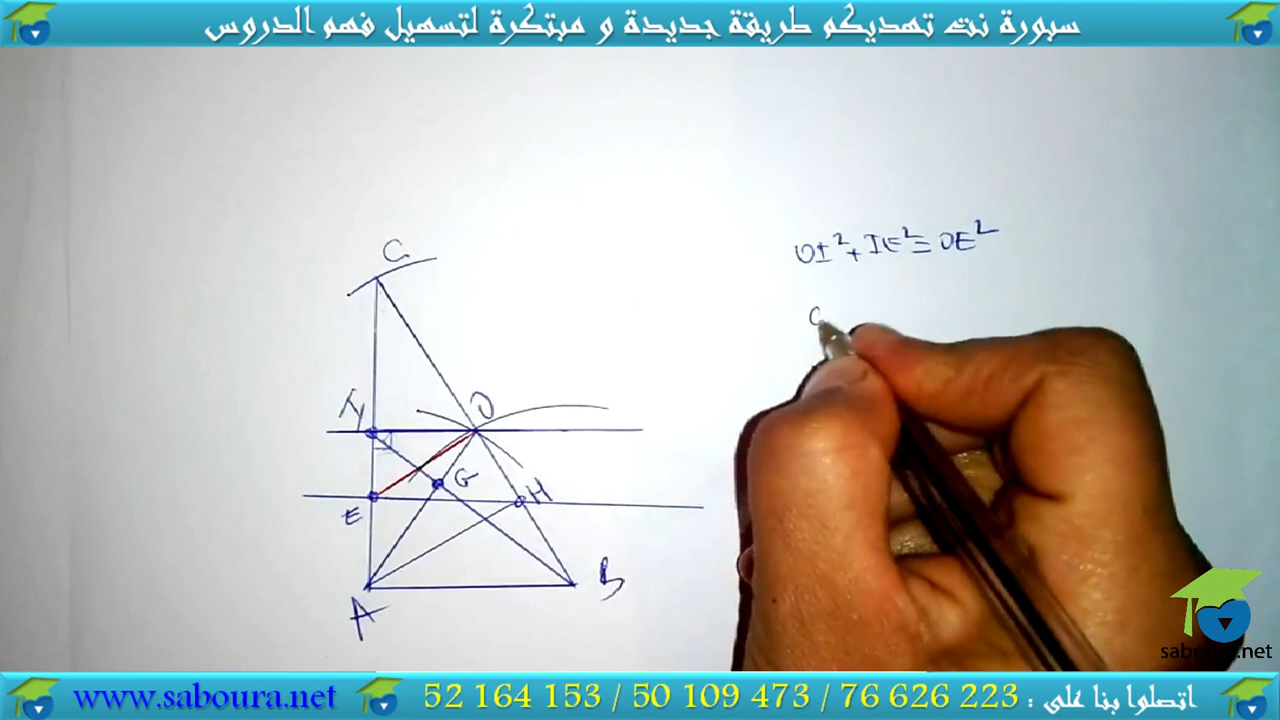 سبورة نت تهديكم طريقة جديدة و مبتكرة لتسهيل فهم الدروس
C
OI²+IE²=OE²
I
O
G
H
E
A
B
saboura.net
www.saboura.net 52 164 153 / 50 109 473 / 76 626 223 : اتصلوا بنا على